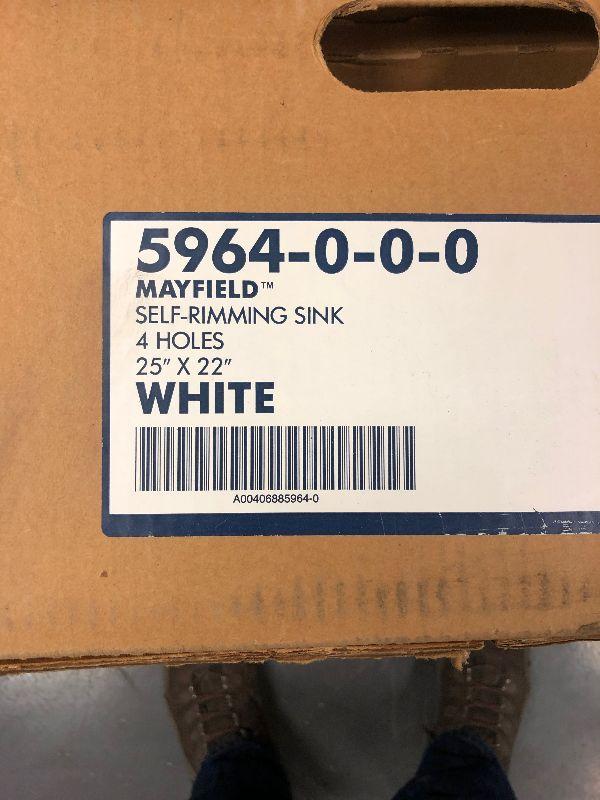 5964-0-0-0
MAYFIELD™
SELF-RIMMING SINK
4 HOLES
25" X 22"
WHITE
A00406885964-0